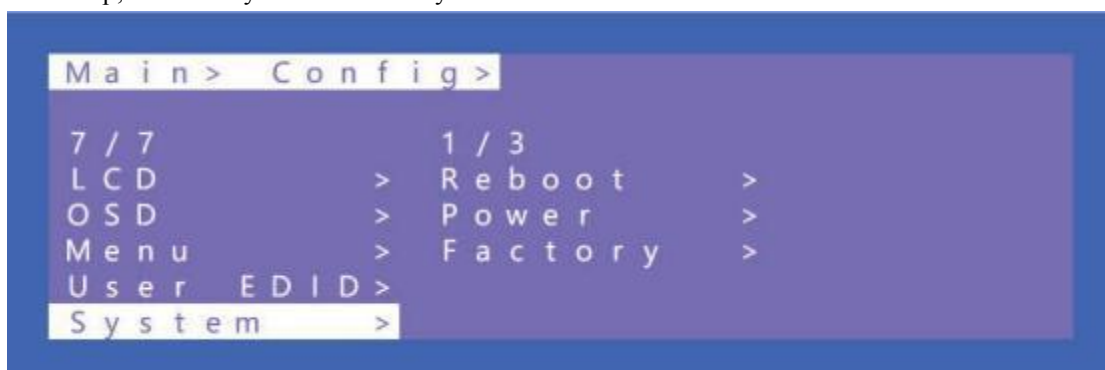 Main> Config>
7/7 1/3
LCD > Reboot >
OSD > Power >
Menu > Factory >
User EDID>
System >